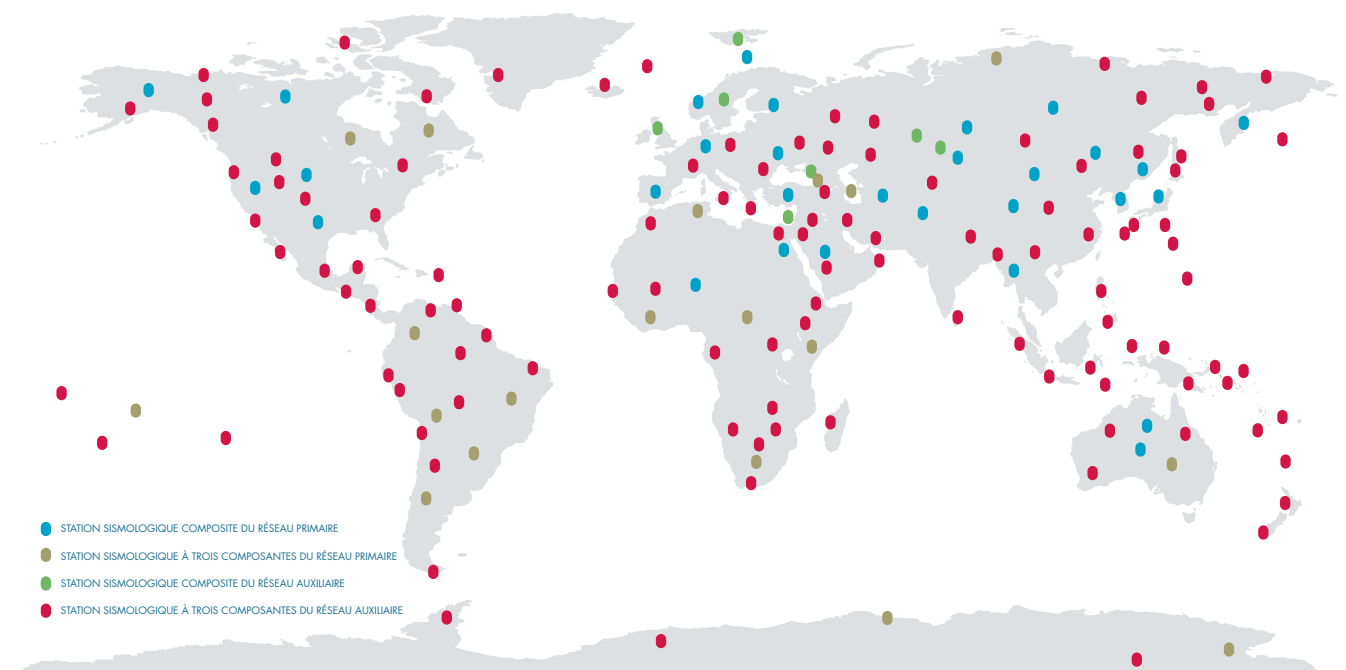 STATION SISMOLOGIQUE COMPOSITE DU RÉSEAU PRIMAIRE
STATION SISMOLOGIQUE À TROIS COMPOSANTES DU RÉSEAU PRIMAIRE
STATION SISMOLOGIQUE COMPOSITE DU RÉSEAU AUXILIAIRE
STATION SISMOLOGIQUE À TROIS COMPOSANTES DU RÉSEAU AUXILIAIRE